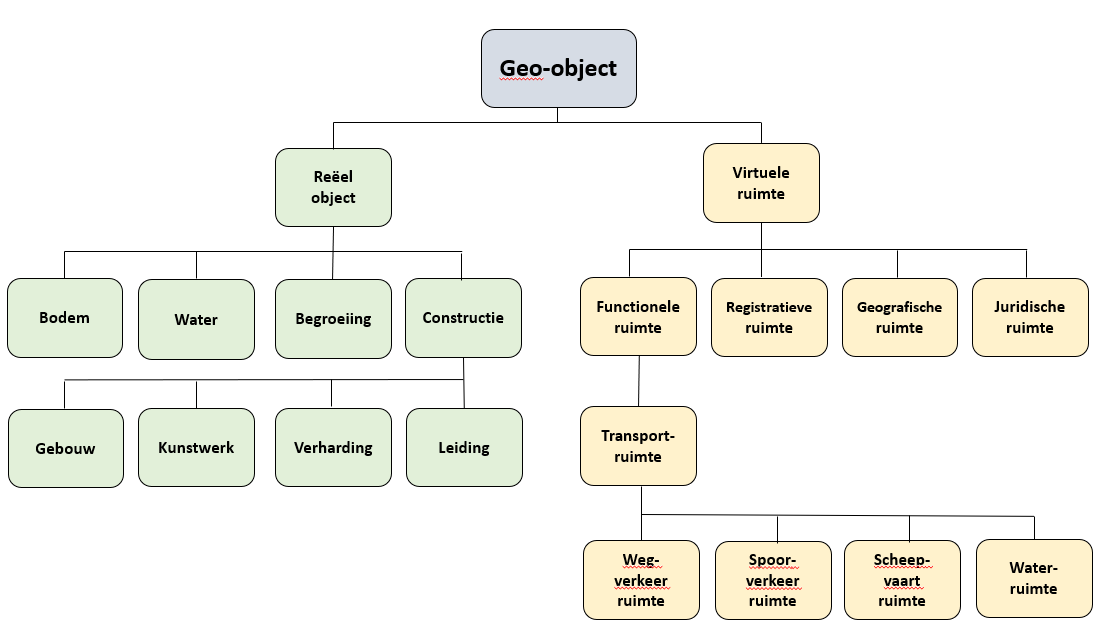 Geo-object
Reëel
object
Virtuele
ruimte
Bodem
Water
Begroeiing
Constructie
Functionele
ruimte
Registratieve
ruimte
Geografische
ruimte
Juridische
ruimte
Gebouw
Kunstwerk
Verharding
Leiding
Transport-
ruimte
Weg-
verkeer
ruimte
Spoor-
verkeer
ruimte
Scheep-
vaart
ruimte
Water-
ruimte